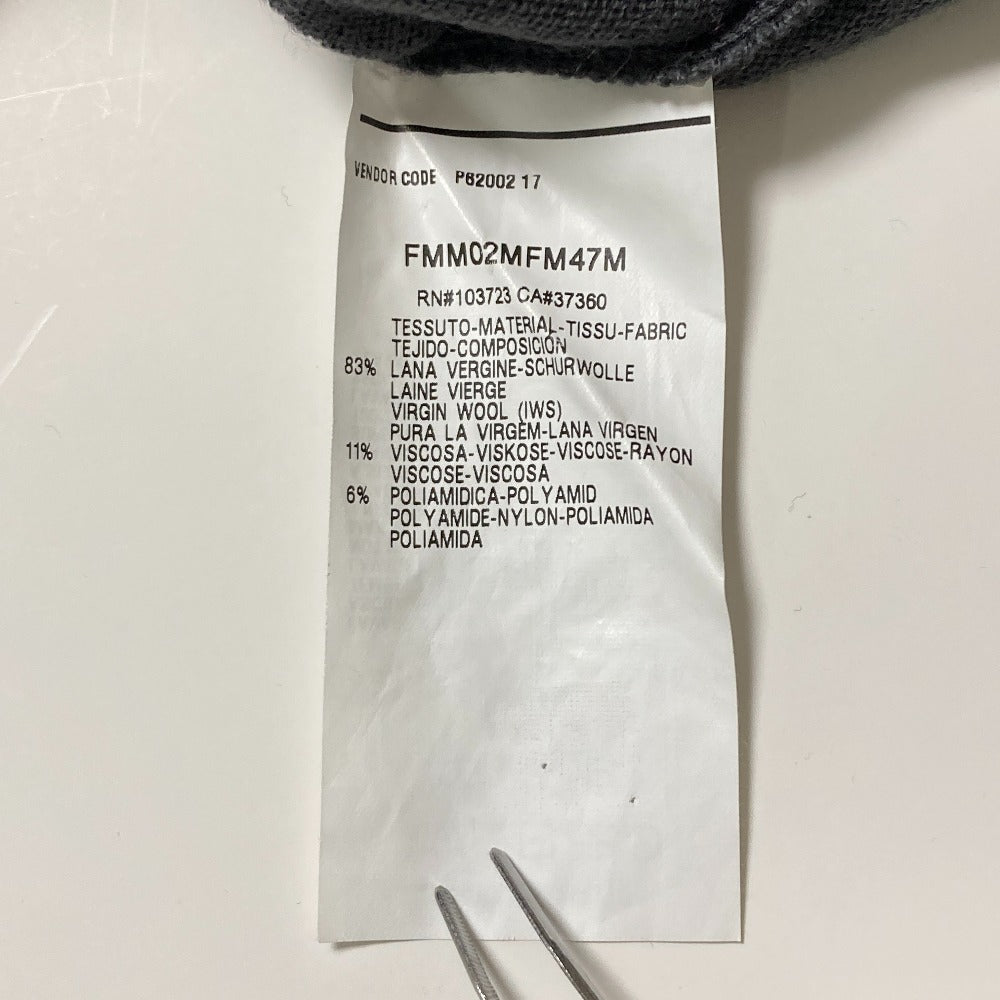 VENDOR CODE P62002 17
FMM02MFM47M
RN#103723 CA#37360
TESSUTO-MATERIAL-TISSU-FABRIC
TEJIDO-COMPOSICIÓN
83% LANA VERGINE-SCHURWOLLE
LAINE VIERGE
VIRGIN WOOL (IWS)
PURA LA VIRGEM-LANA VIRGEN
11% VISCOSA-VISKOSE-VISCOSE-RAYON
VISCOSE-VISCOSA
6% POLIAMIDICA-POLYAMID
POLYAMIDE-NYLON-POLIAMIDA
POLIAMIDA